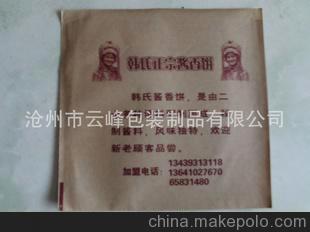 韩氏正宗酱香饼
韩氏酱香饼，是由二
沧州市云峰包装制品有限公司
制酱料，风味独特，欢迎
新老顾客品尝。
13439313118
加盟电话：13641027670
65831480
china.makepolo.com